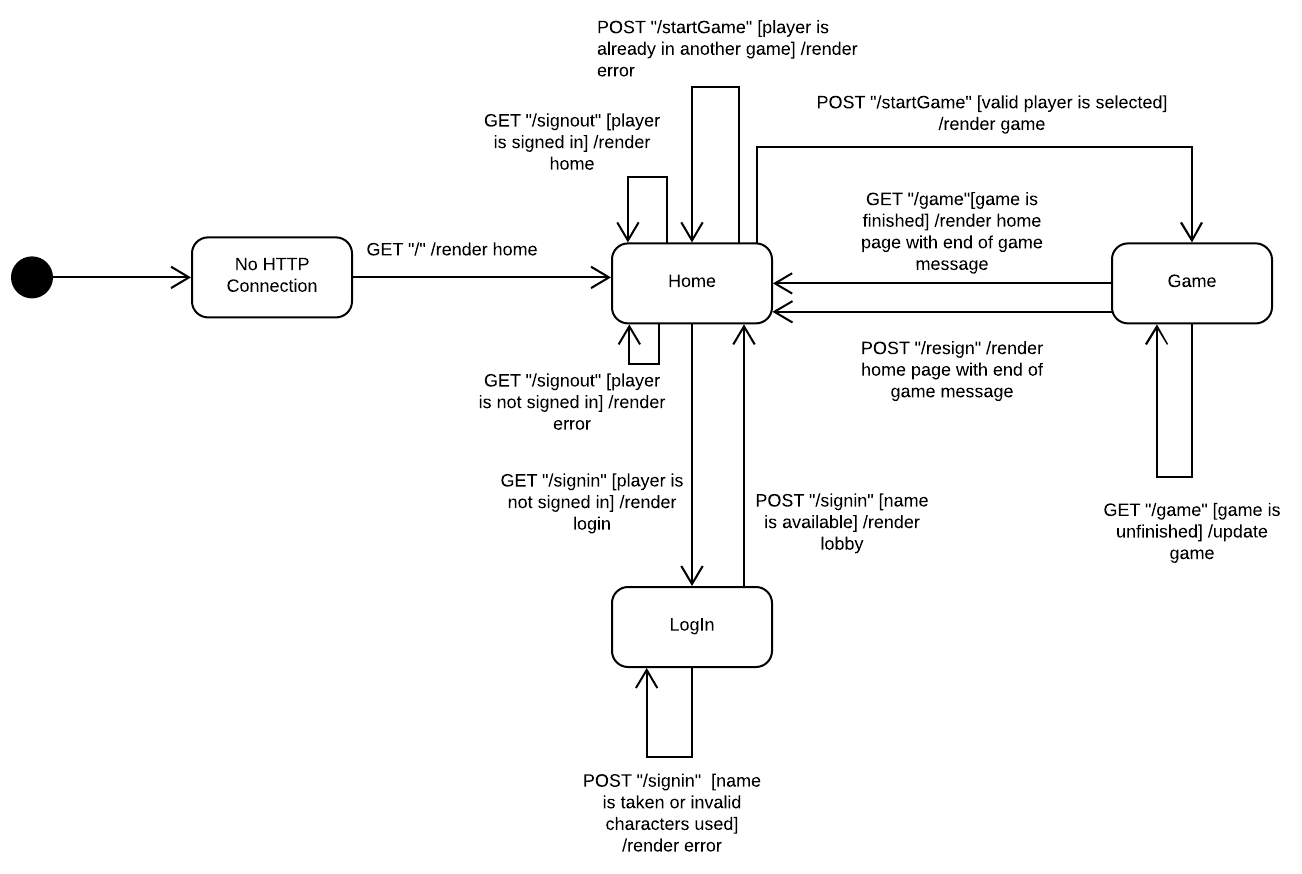 POST "/startGame" [player is
already in another game] /render
error
POST "/startGame" [valid player is selected]
/render game
GET "/signout" [player
is signed in] /render
home
GET "/game"[game is
finished] /render home
page with end of game
message
GET "/" /render home
No HTTP
Connection
Home
Game
POST "/resign" /render
home page with end of
game message
GET "/signout" [player
is not signed in] /render
error
GET "/signin" [player is
not signed in] /render
login
POST "/signin" [name
is available] /render
lobby
GET "/game" [game is
unfinished] /update
game
LogIn
POST "/signin"  [name
is taken or invalid
characters used]
/render error